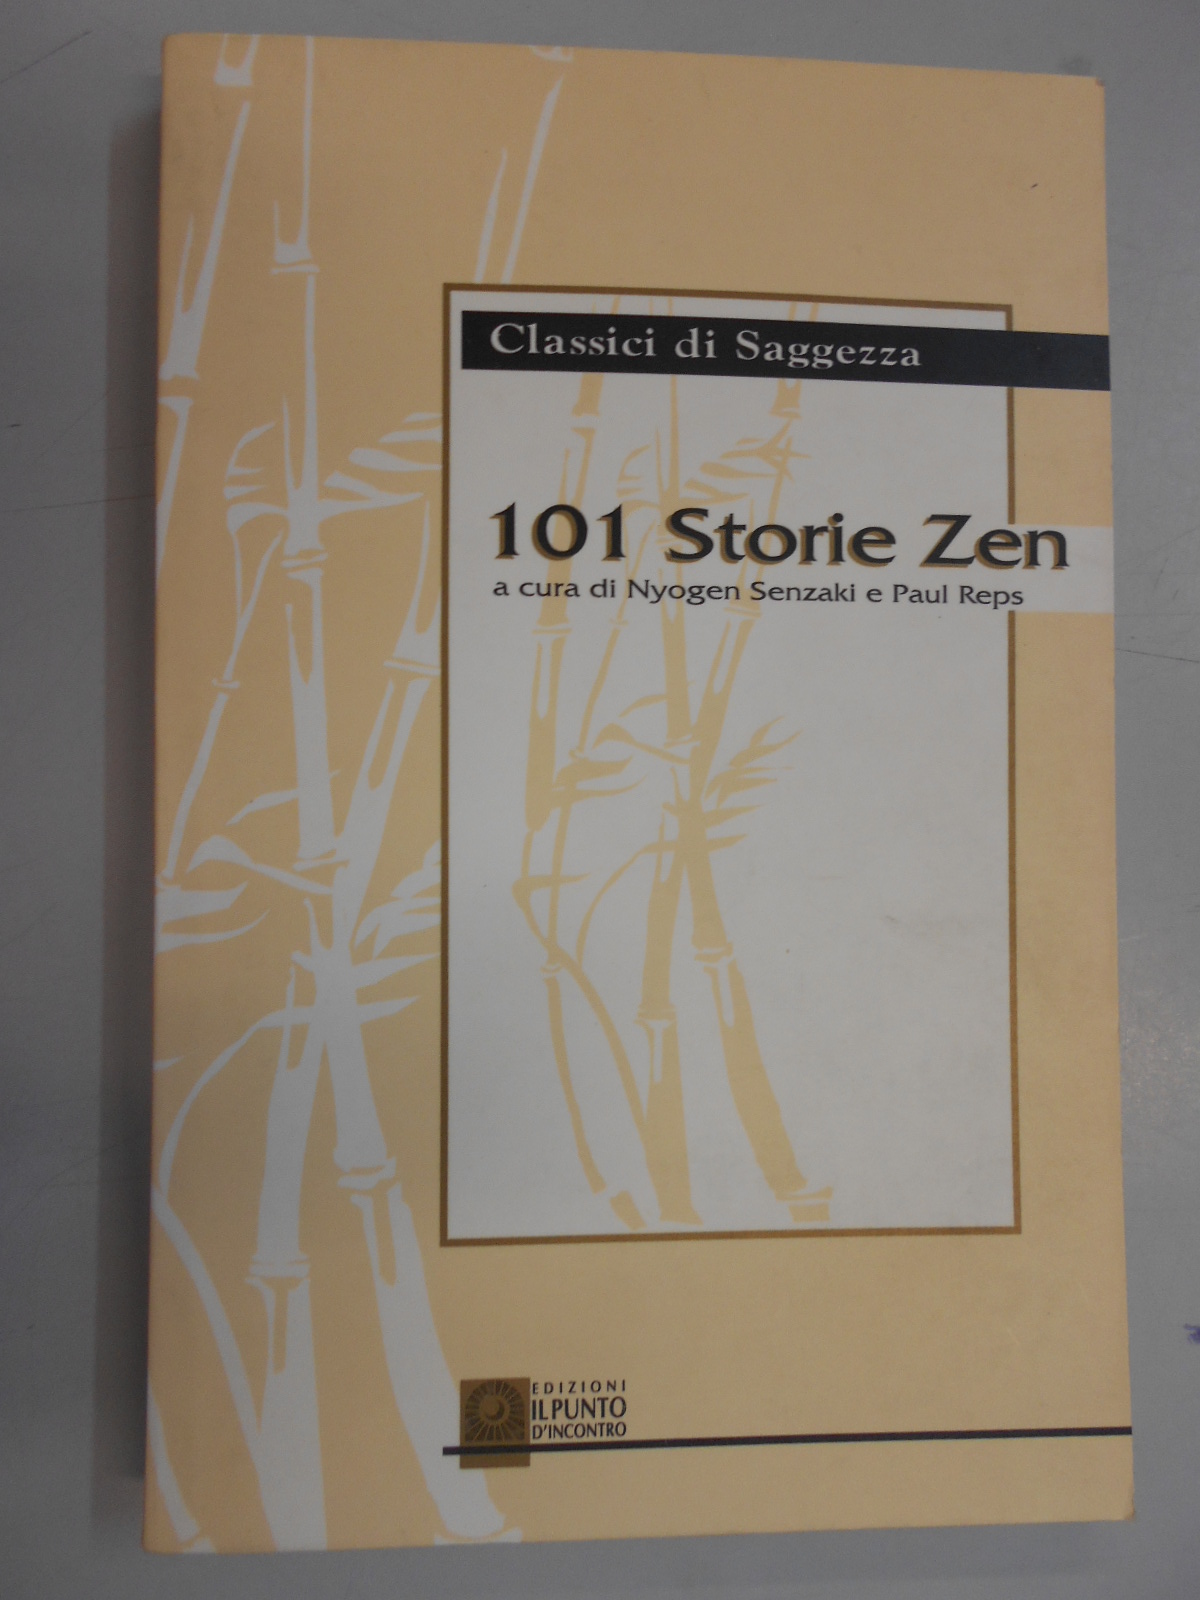 Classici di Saggezza
101 Storie Zen
a cura di Nyogen Senzaki e Paul Reps
EDIZIONI
IL PUNTO
D'INCONTRO